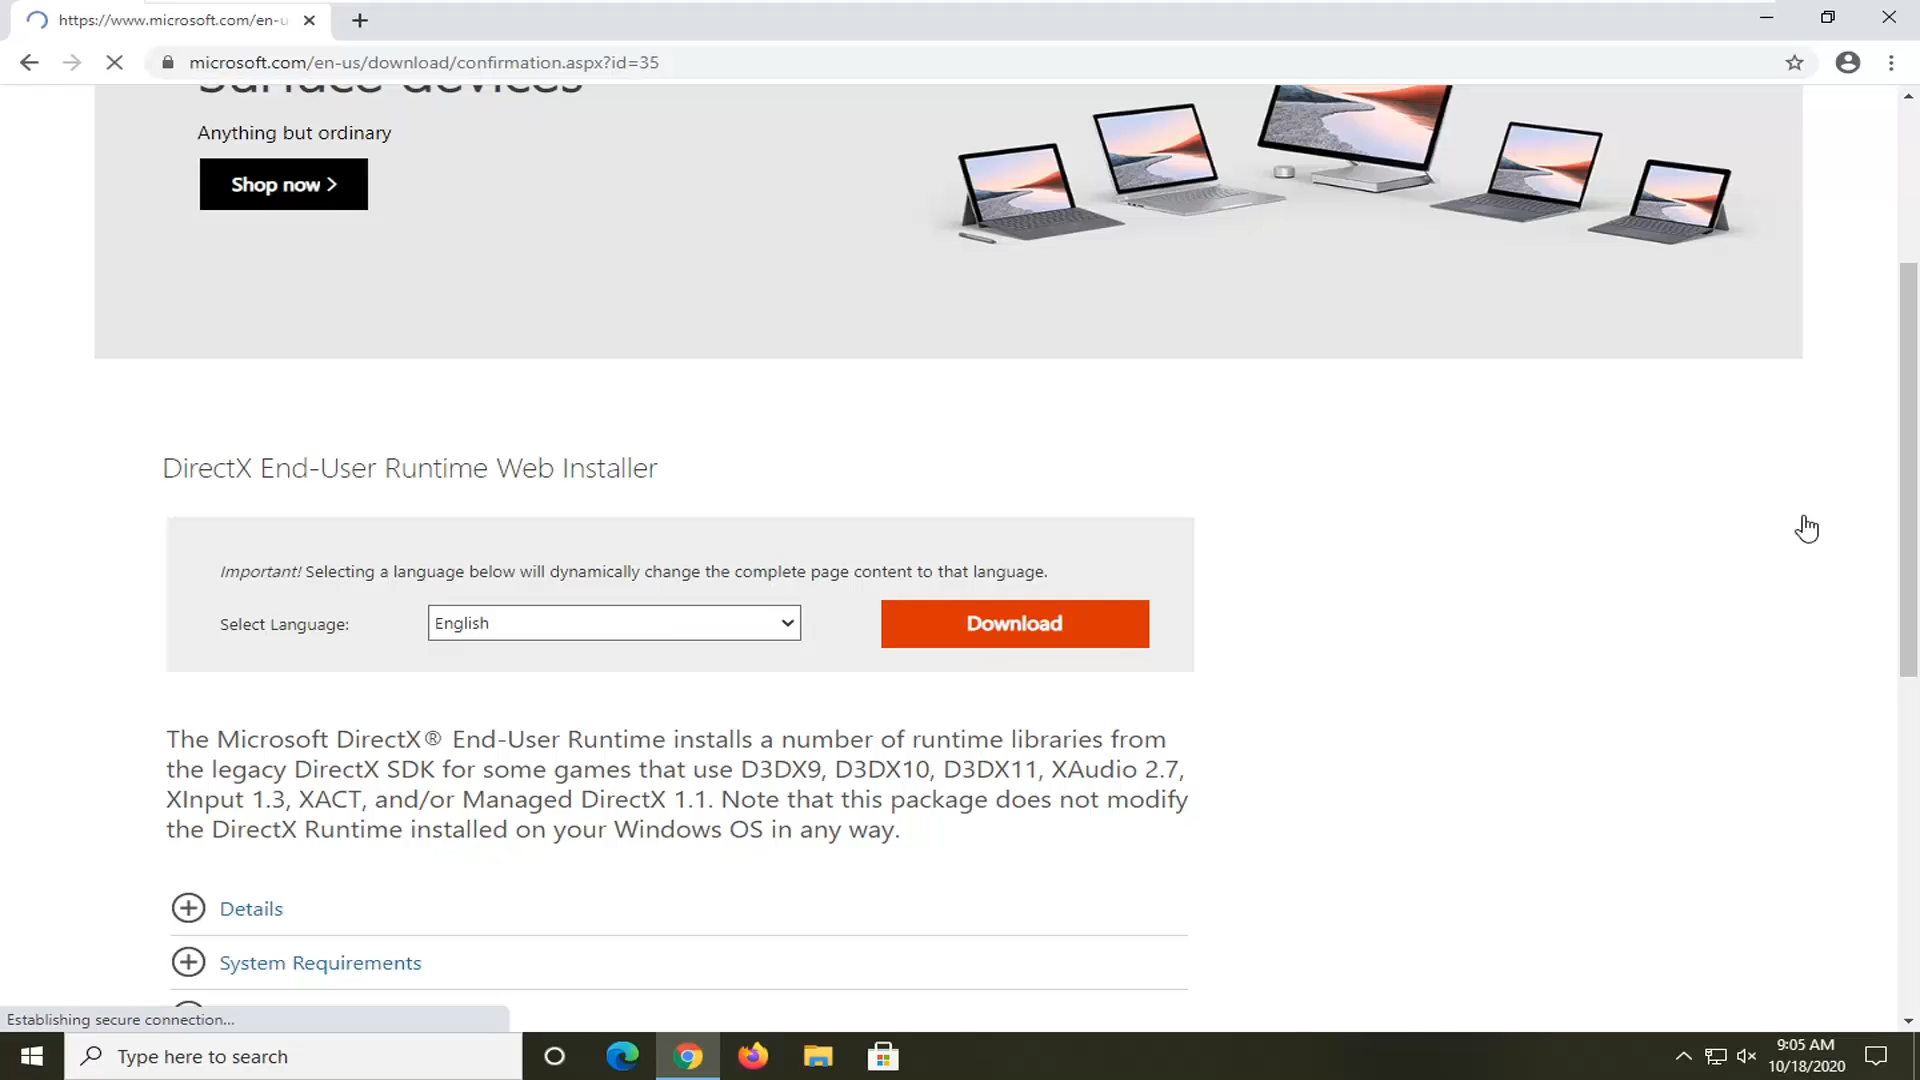 https://www.microsoft.com/en-u
microsoft.com/en-us/download/confirmation.aspx?id=35
Surface devices
Anything but ordinary
Shop now >
DirectX End-User Runtime Web Installer
Important! Selecting a language below will dynamically change the complete page content to that language.
Select Language:
English
Download
The Microsoft DirectX® End-User Runtime installs a number of runtime libraries from
the legacy DirectX SDK for some games that use D3DX9, D3DX10, D3DX11, XAudio 2.7,
XInput 1.3, XACT, and/or Managed DirectX 1.1. Note that this package does not modify
the DirectX Runtime installed on your Windows OS in any way.
Details
System Requirements
Establishing secure connection...
Type here to search
9:05 AM
10/18/2020